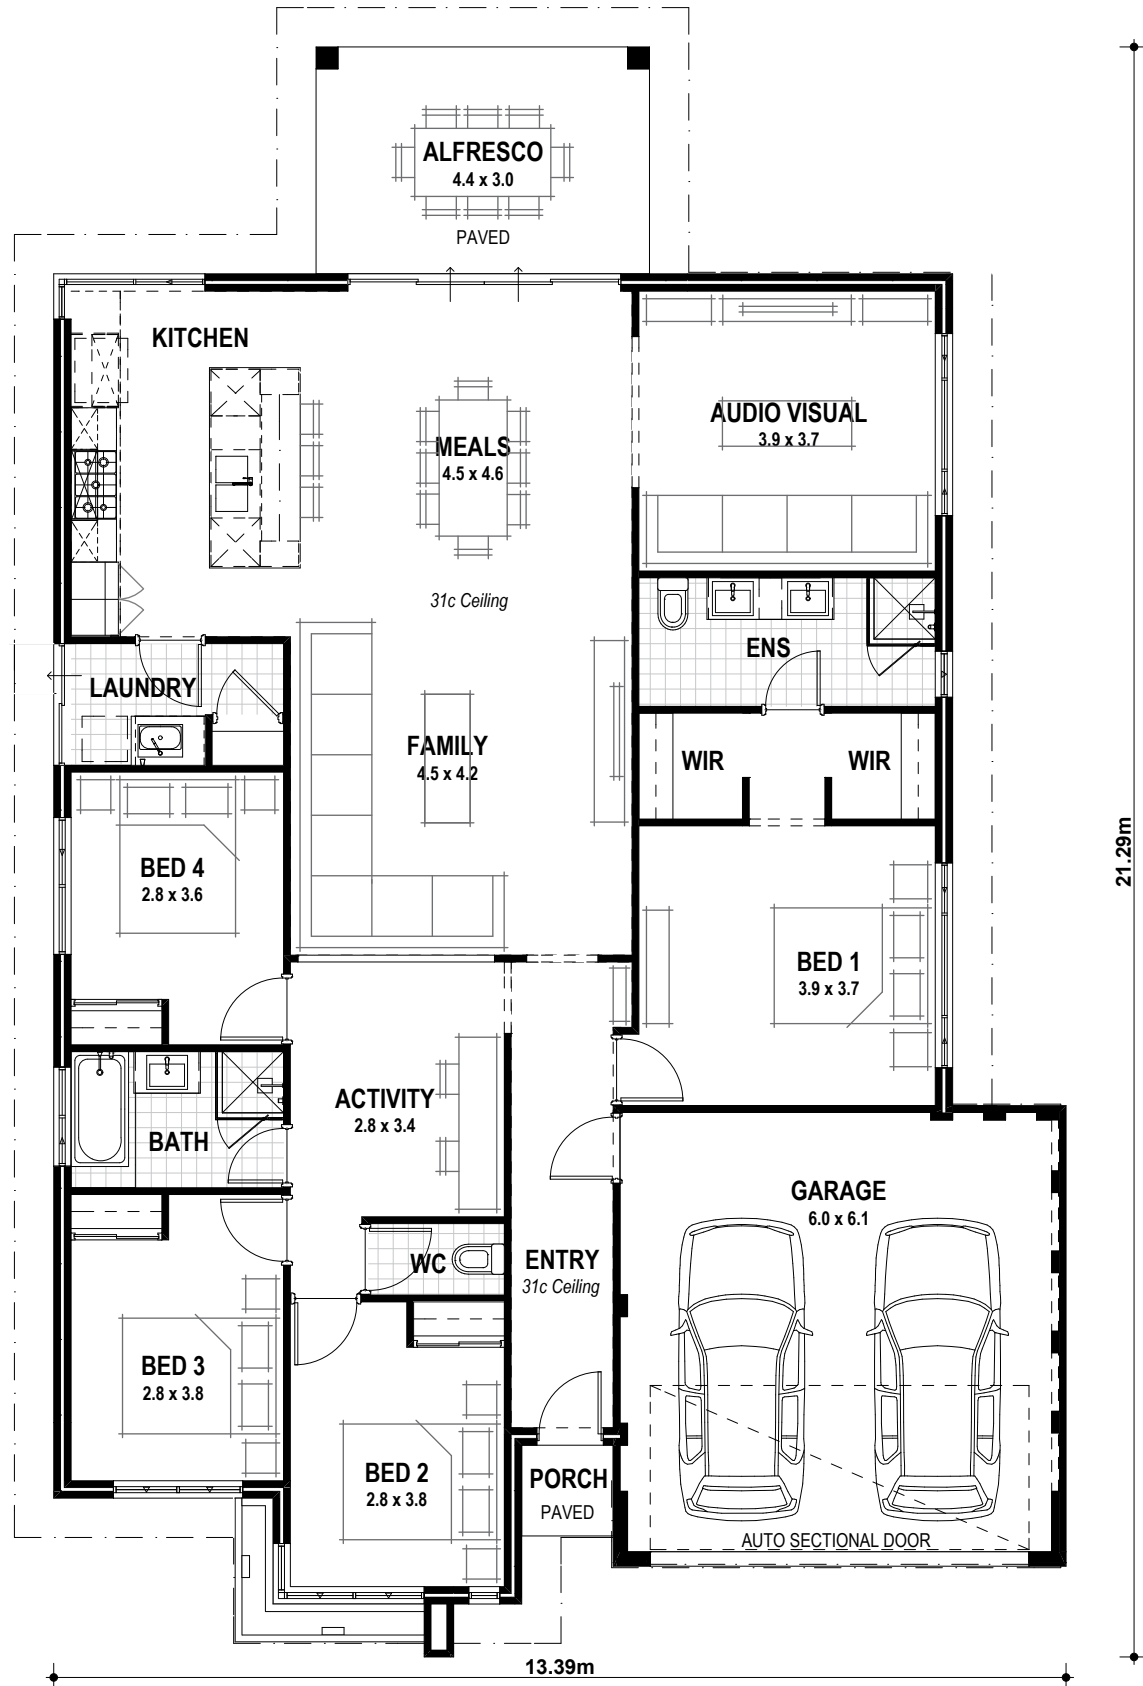 ALFRESCO
4.4 x 3.0
PAVED
KITCHEN
MEALS
4.5 x 4.6
AUDIO VISUAL
3.9 x 3.7
31c Ceiling
ENS
LAUNDRY
FAMILY
4.5 x 4.2
WIR
WIR
BED 4
2.8 x 3.6
21.29m
BED 1
3.9 x 3.7
ACTIVITY
2.8 x 3.4
BATH
GARAGE
6.0 x 6.1
WC
ENTRY
31c Ceiling
BED 3
2.8 x 3.8
BED 2
2.8 x 3.8
PORCH
PAVED
AUTO SECTIONAL DOOR
13.39m